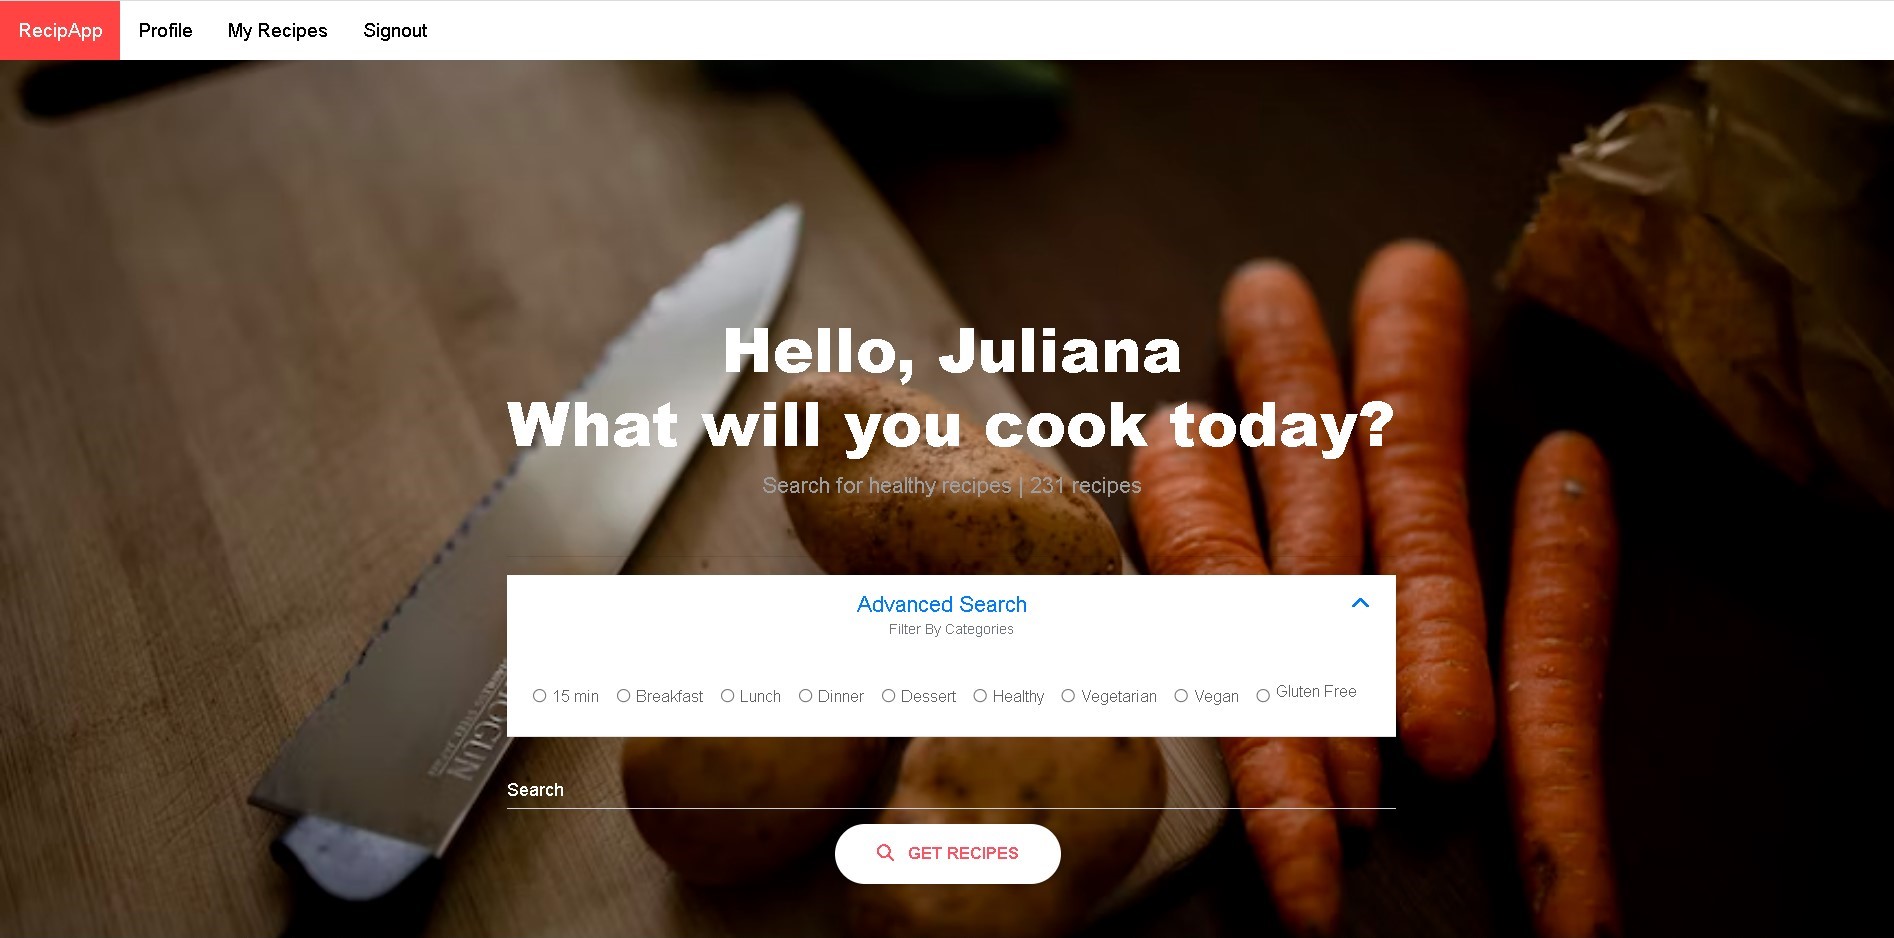 RecipApp Profile My Recipes Signout
Hello, Juliana
What will you cook today?
Search for healthy recipes | 231 recipes
Advanced Search
Filter By Categories
15 min Breakfast Lunch Dinner Dessert Healthy Vegetarian Vegan Gluten Free
Search
GET RECIPES